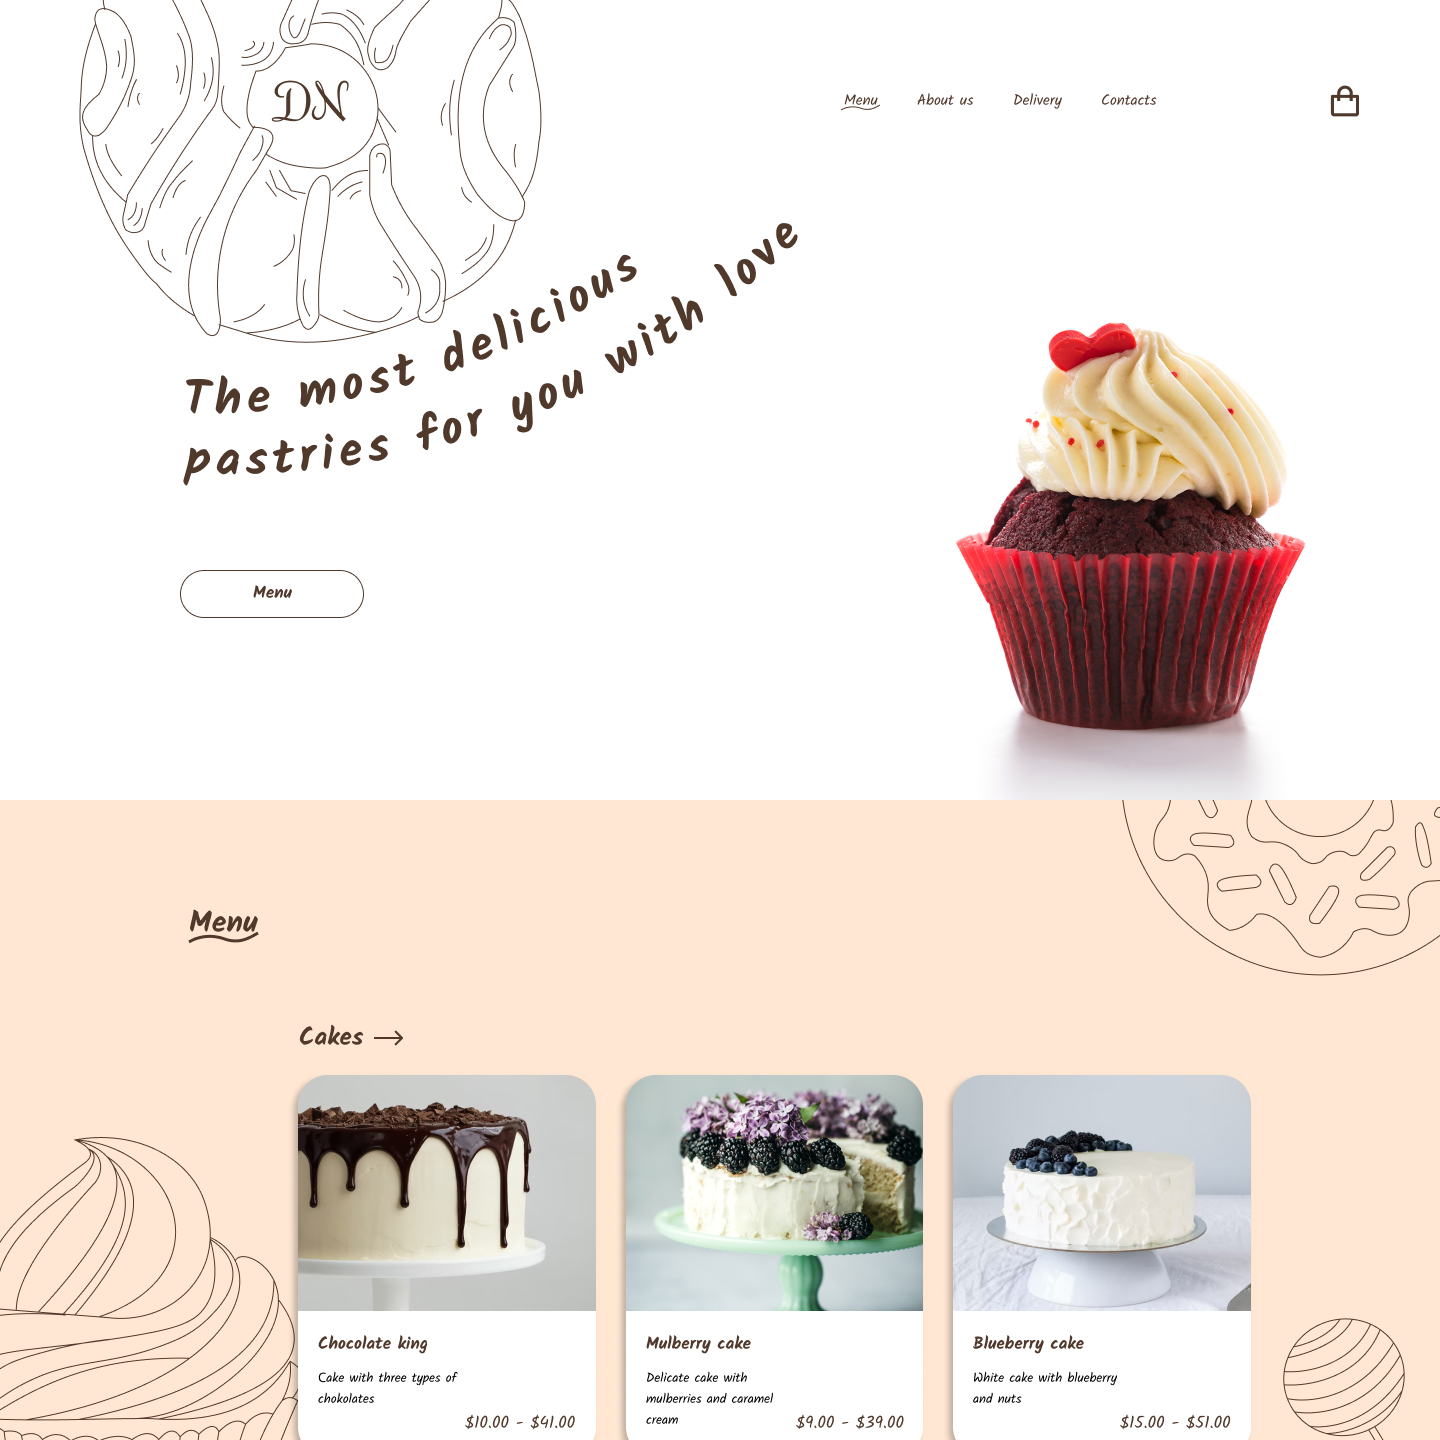 DN
Menu
About us
Delivery
Contacts
The most delicious
pastries for you with love
Menu
Menu
Cakes
Chocolate king
Cake with three types of
chokolates
$10.00 - $41.00
Mulberry cake
Delicate cake with
mulberries and caramel
cream
$9.00 - $39.00
Blueberry cake
White cake with blueberry
and nuts
$15.00 - $51.00